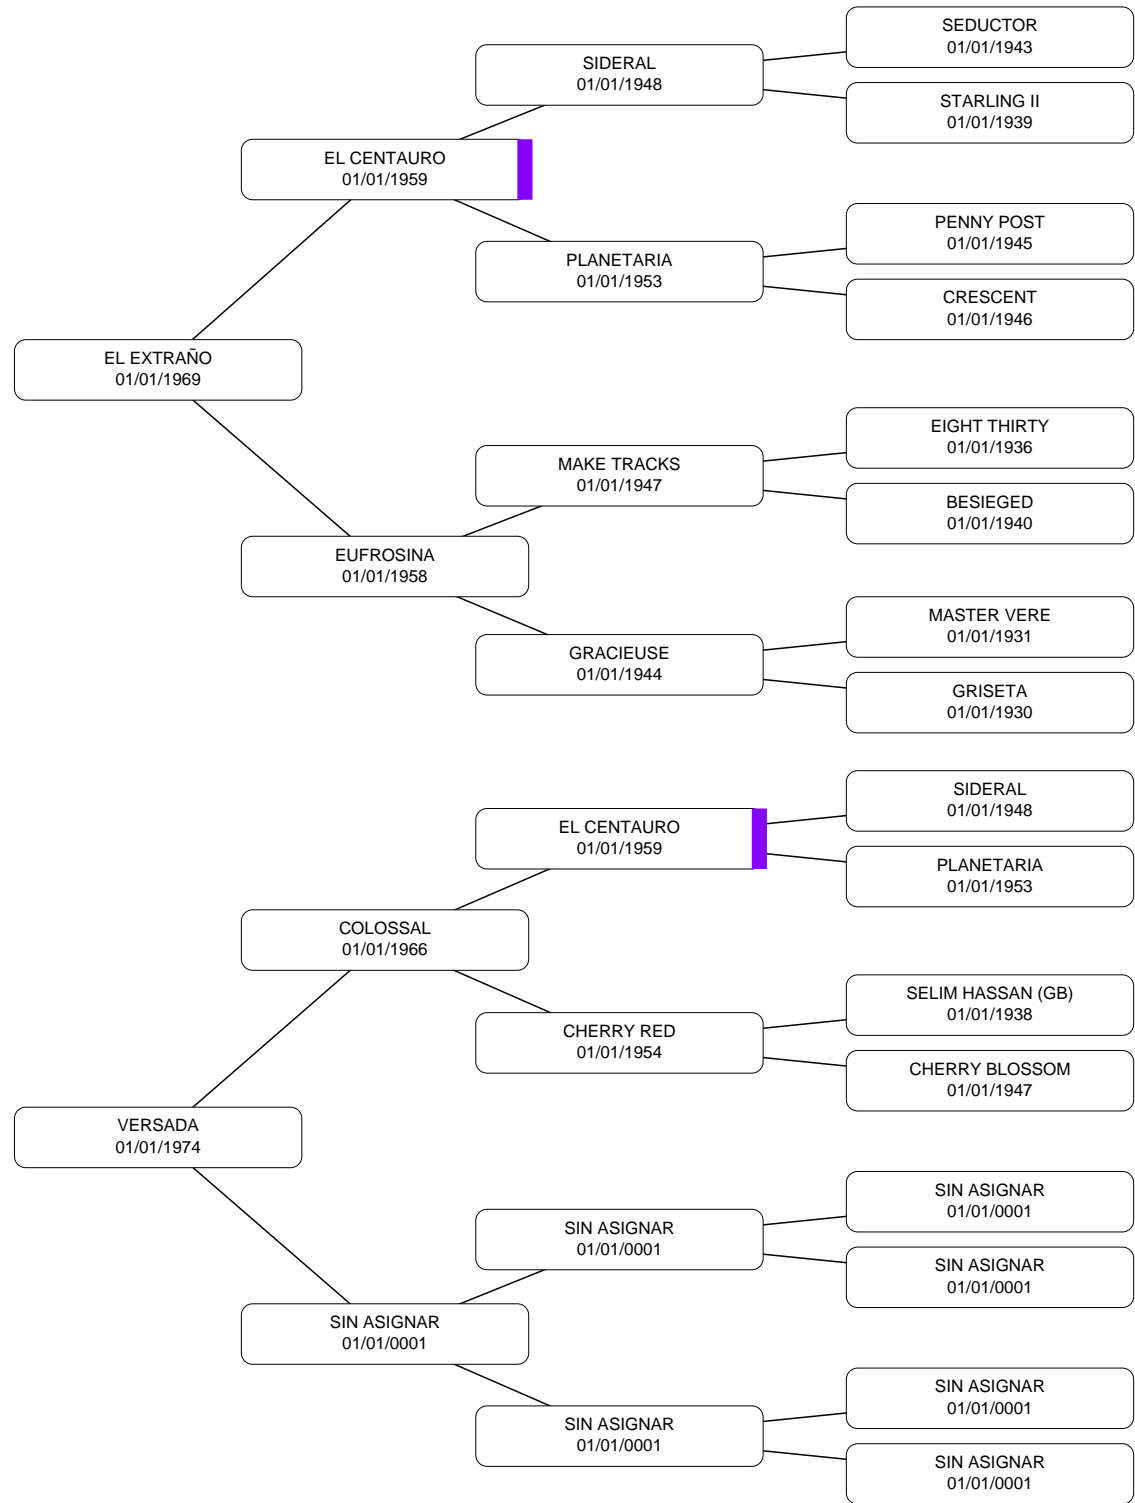 SEDUCTOR
01/01/1943
SIDERAL
01/01/1948
STARLING II
01/01/1939
EL CENTAURO
01/01/1959
PENNY POST
01/01/1945
PLANETARIA
01/01/1953
CRESCENT
01/01/1946
EL EXTRAÑO
01/01/1969
EIGHT THIRTY
01/01/1936
MAKE TRACKS
01/01/1947
BESIEGED
01/01/1940
EUFROSINA
01/01/1958
MASTER VERE
01/01/1931
GRACIEUSE
01/01/1944
GRISETA
01/01/1930
SIDERAL
01/01/1948
EL CENTAURO
01/01/1959
PLANETARIA
01/01/1953
COLOSSAL
01/01/1966
SELIM HASSAN (GB)
01/01/1938
CHERRY RED
01/01/1954
CHERRY BLOSSOM
01/01/1947
VERSADA
01/01/1974
SIN ASIGNAR
01/01/0001
SIN ASIGNAR
01/01/0001
SIN ASIGNAR
01/01/0001
SIN ASIGNAR
01/01/0001
SIN ASIGNAR
01/01/0001
SIN ASIGNAR
01/01/0001
SIN ASIGNAR
01/01/0001